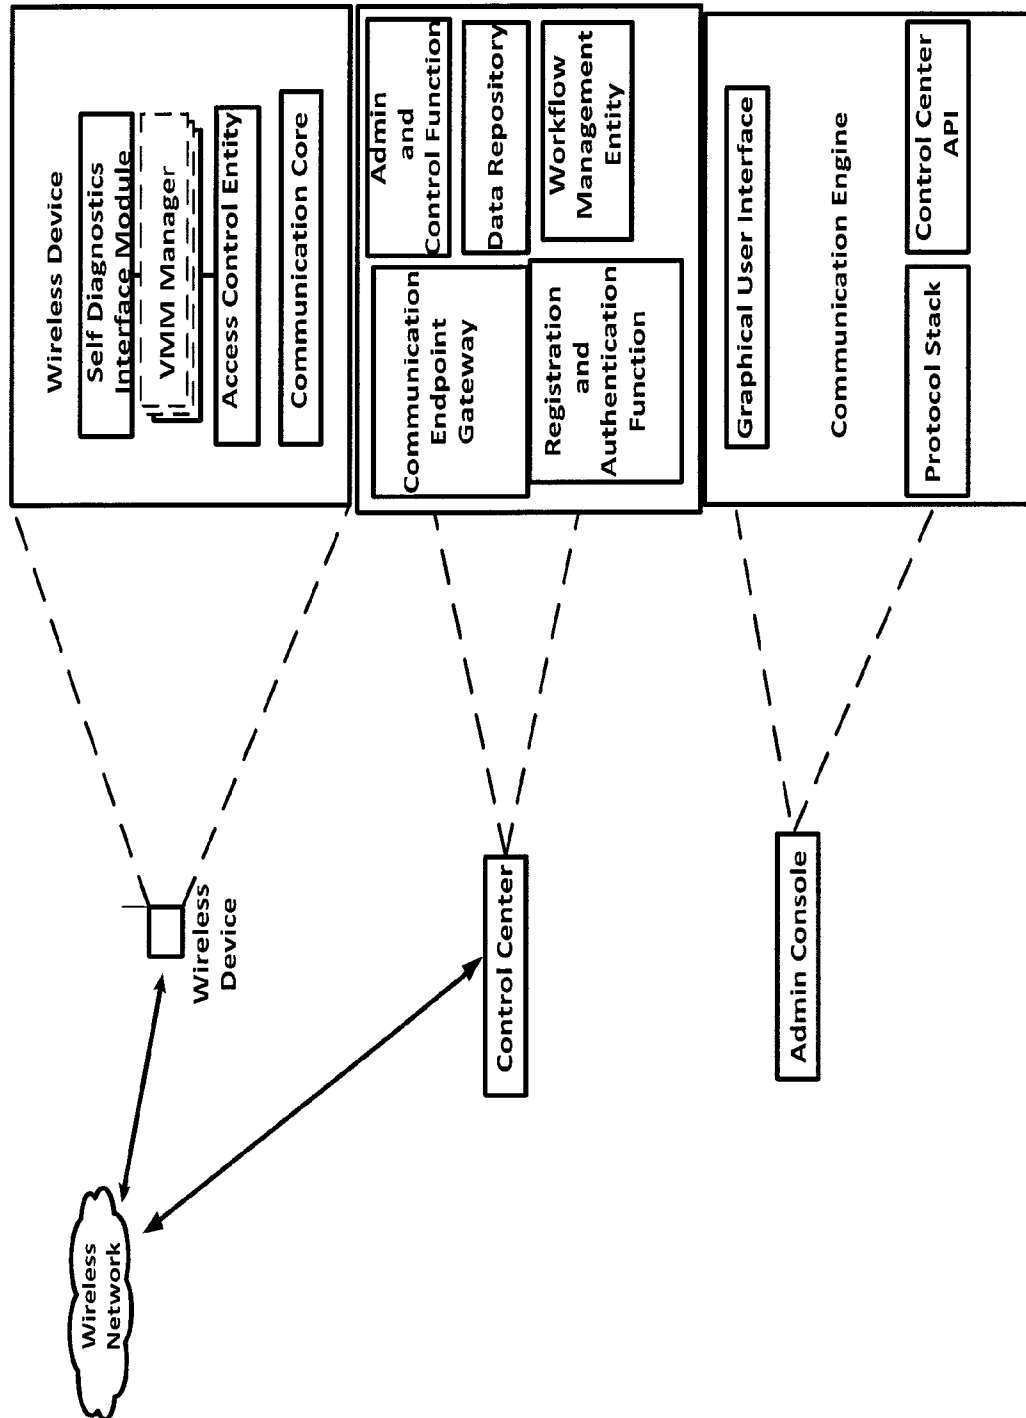 Wireless
Network
Wireless
Device
Control Center
Admin Console
Wireless Device
Self Diagnostics
Interface Module
VMM Manager
Access Control Entity
Communication Core
Communication
Endpoint
Gateway
Admin
and
Control Function
Data Repository
Registration
and
Authentication
Function
Workflow
Management
Entity
Graphical User Interface
Communication Engine
Protocol Stack
Control Center
API